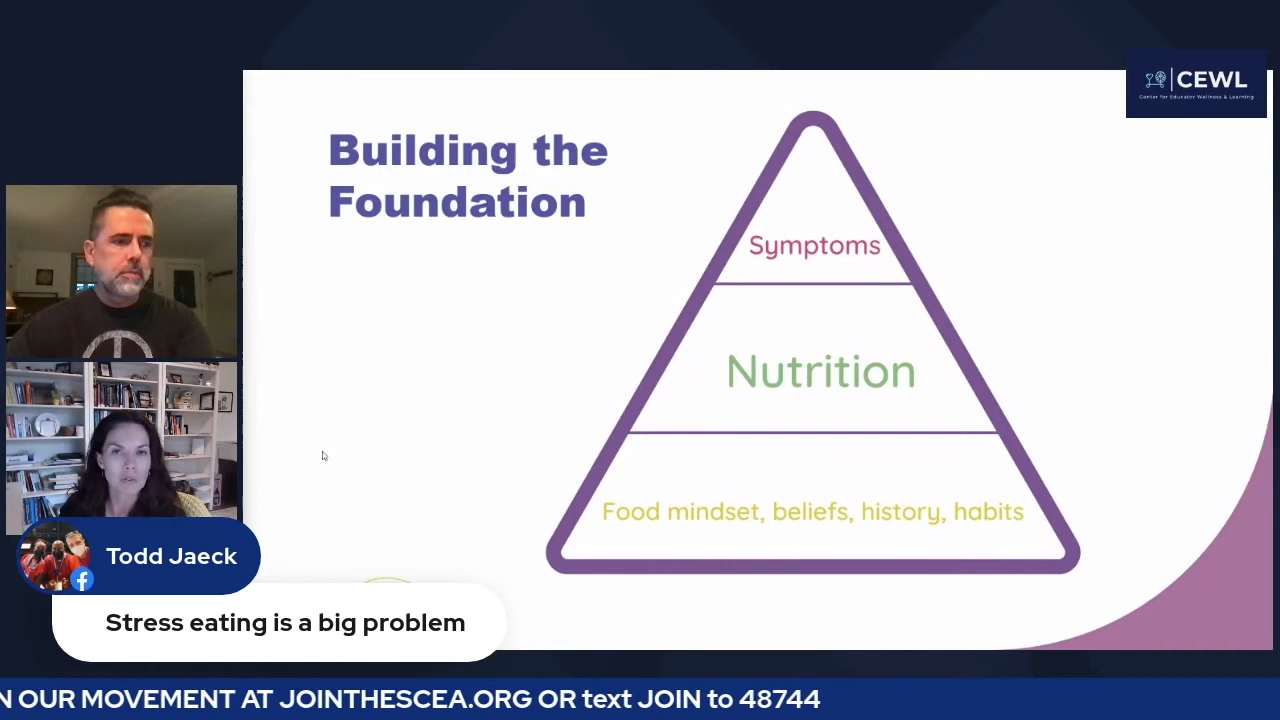 CEWL
Center for Educator Wellness & Learning
Building the
Foundation
Symptoms
Nutrition
Food mindset, beliefs, history, habits
Todd Jaeck
Stress eating is a big problem
N OUR MOVEMENT AT JOINTHESCEA.ORG OR text JOIN to 48744